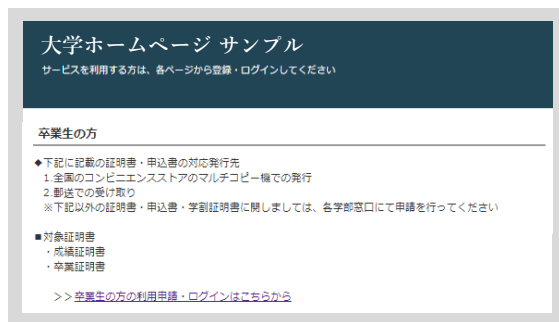 大学ホームページ サンプル
サービスを利用する方は、各ページから登録・ログインしてください
卒業生の方
◆下記に記載の証明書・申込書の対応発行先
1.全国のコンビニエンスストアのマルチコピー機での発行
2.郵送での受け取り
※下記以外の証明書・申込書・学割証明書に開しましては、各学部窓口にて申請を行ってください
■対象証明書
・成績証明書
・卒業証明書
>>卒業生の方の利用申請・ログインはこちらから